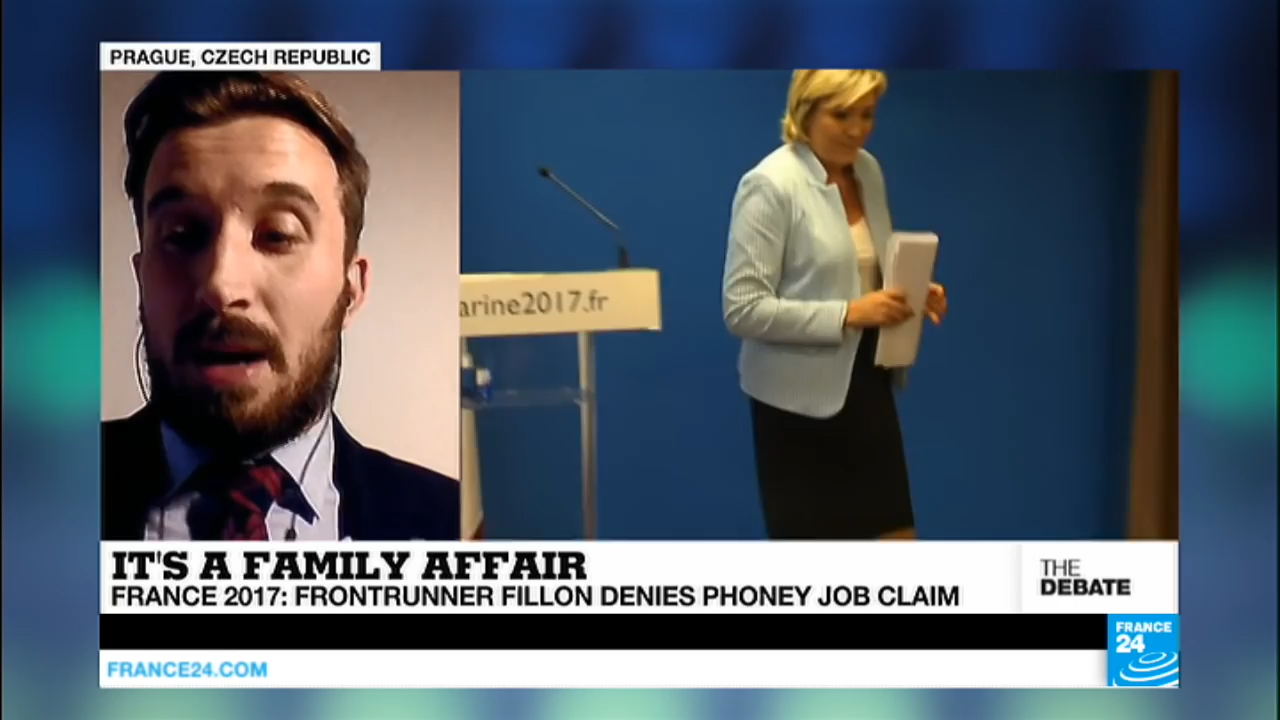 PRAGUE, CZECH REPUBLIC
arine2017.fr
IT'S A FAMILY AFFAIR
FRANCE 2017: FRONTRUNNER FILLON DENIES PHONEY JOB CLAIM
THE
DEBATE
FRANCE
24
FRANCE24.COM